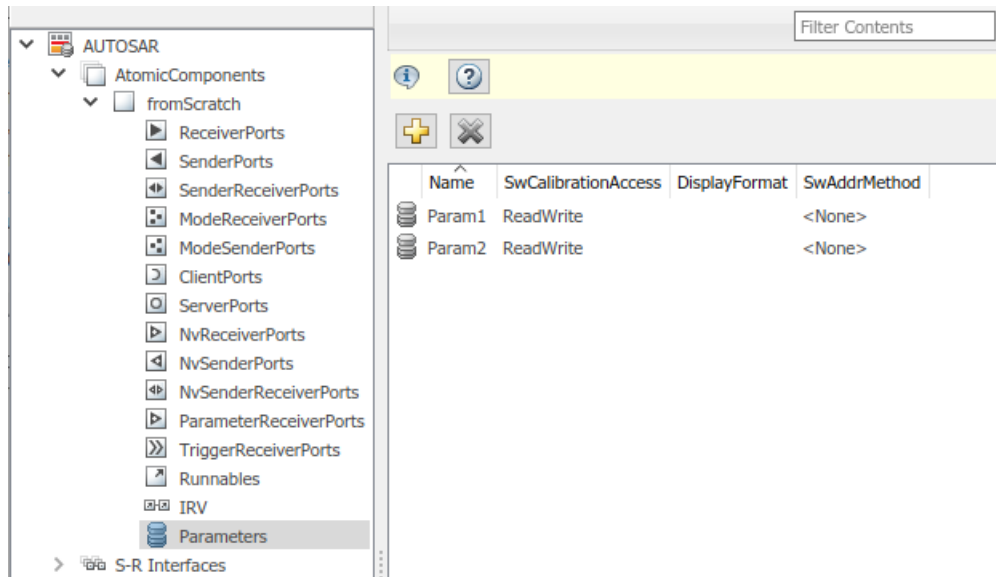 Filter Contents
AUTOSAR
AtomicComponents
fromScratch
ReceiverPorts
SenderPorts
SenderReceiverPorts
ModeReceiverPorts
ModeSenderPorts
ClientPorts
ServerPorts
NvReceiverPorts
NvSenderPorts
NvSenderReceiverPorts
ParameterReceiverPorts
TriggerReceiverPorts
Runnables
IRV
Parameters
S-R Interfaces
Name SwCalibrationAccess DisplayFormat SwAddrMethod
Param1 ReadWrite <None>
Param2 ReadWrite <None>